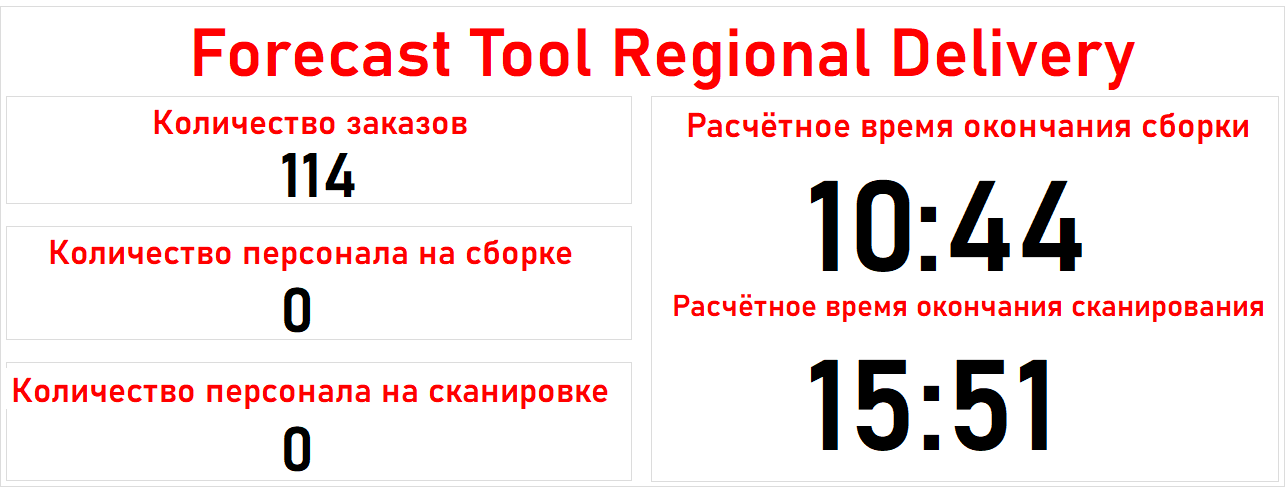 Forecast Tool Regional Delivery
Количество заказов
114
Количество персонала на сборке
0
Количество персонала на сканировке
0
Расчётное время окончания сборки
10:44
Расчётное время окончания сканирования
15:51